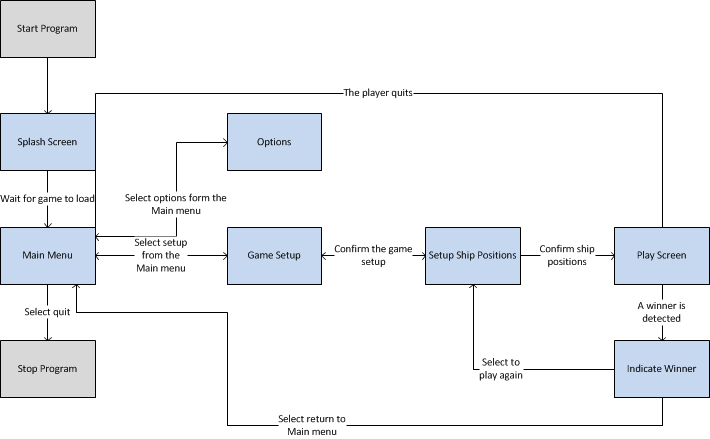 Start Program
The player quits
Splash Screen
Options
Wait for game to load
Select options form the
Main menu
Select setup
from the
Main menu
Main Menu
Game Setup
Confirm the game
setup
Setup Ship Positions
Confirm ship
positions
Play Screen
Select quit
A winner is
detected
Stop Program
Select to
play again
Indicate Winner
Select return to
Main menu